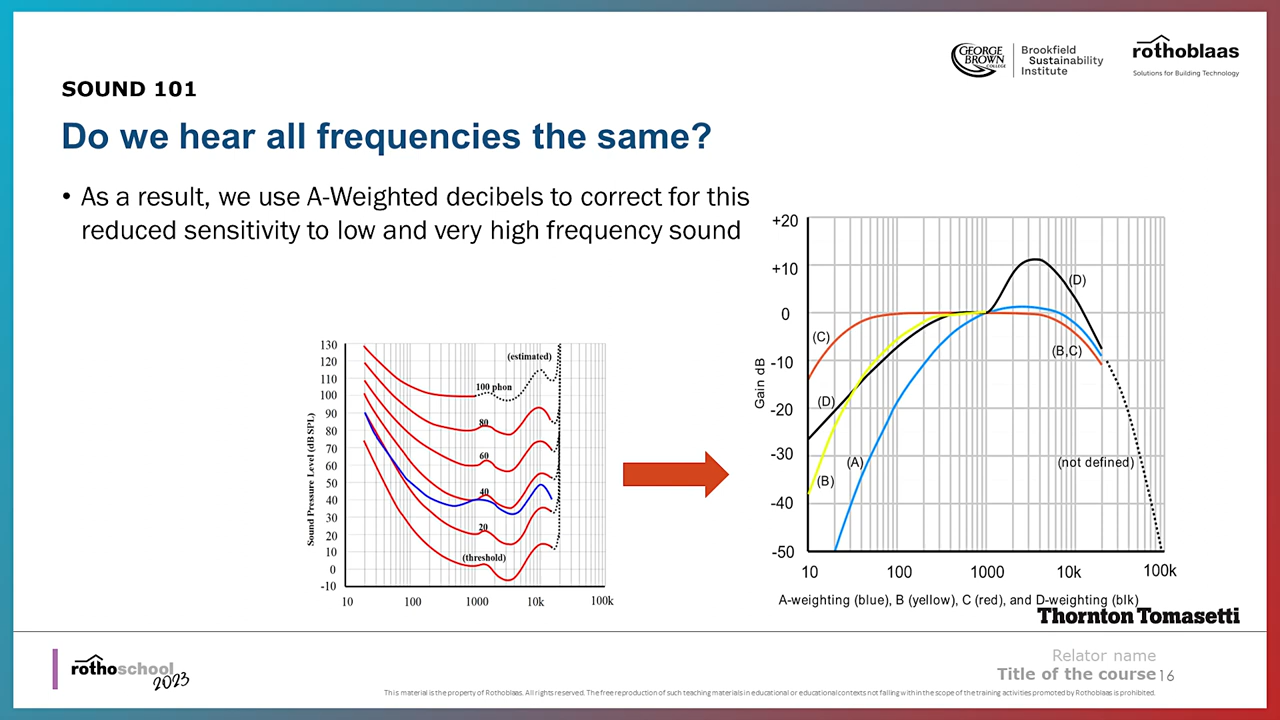 GEORGE
BROWN
COLLEGE
Brookfield
Sustainability
Institute
rothoblaas
Solutions for Building Technology
SOUND 101
Do we hear all frequencies the same?
• As a result, we use A-Weighted decibels to correct for this
reduced sensitivity to low and very high frequency sound
Sound Pressure Level (dB SPL)
130
120
110
100
90
80
70
60
50
40
30
20
10
0
-10
(estimated)
100 phon
80
60
40
20
(threshold)
10 100 1000 10k 100k
Gain dB
+20
+10
0
-10
-20
-30
-40
-50
(D)
(C)
(B,C)
(D)
(A)
(not defined)
(B)
10 100 1000 10k 100k
A-weighting (blue), B (yellow), C (red), and D-weighting (blk)
Thornton Tomasetti
rothoschool
2023
Relator name
Title of the course 16
This material is the property of Rothoblaas. All rights reserved. The free reproduction of such teaching materials in educational or educational contexts not falling within the scope of the training activities promoted by Rothoblaas is prohibited.